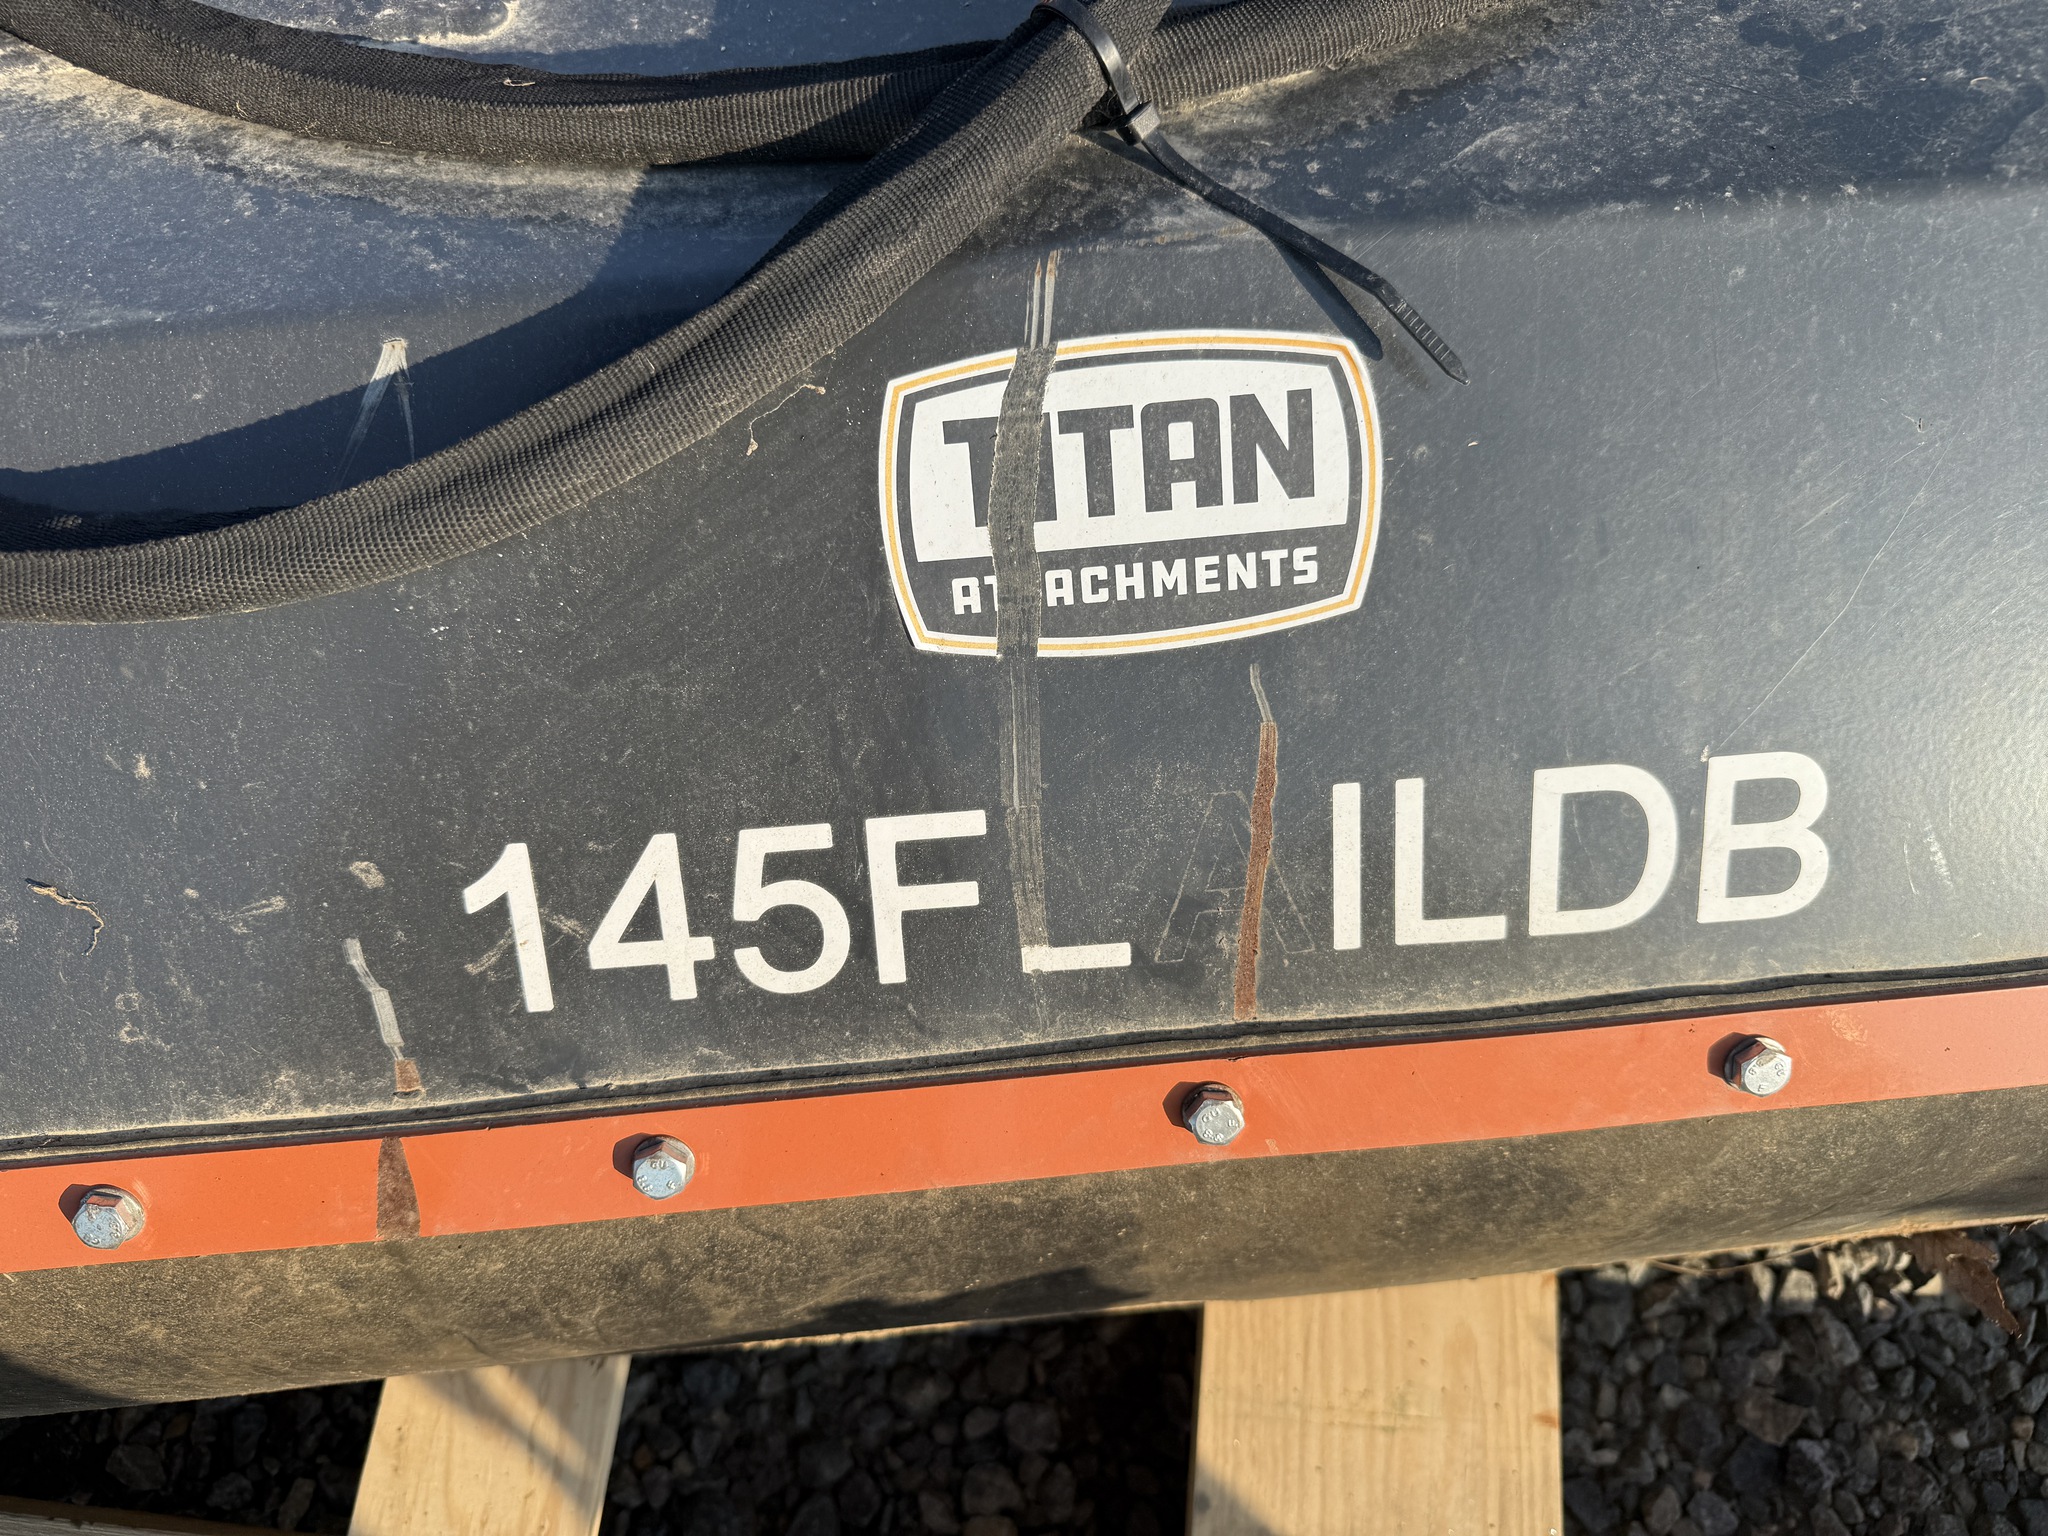 TITAN
ATTACHMENTS
145FLAILDB